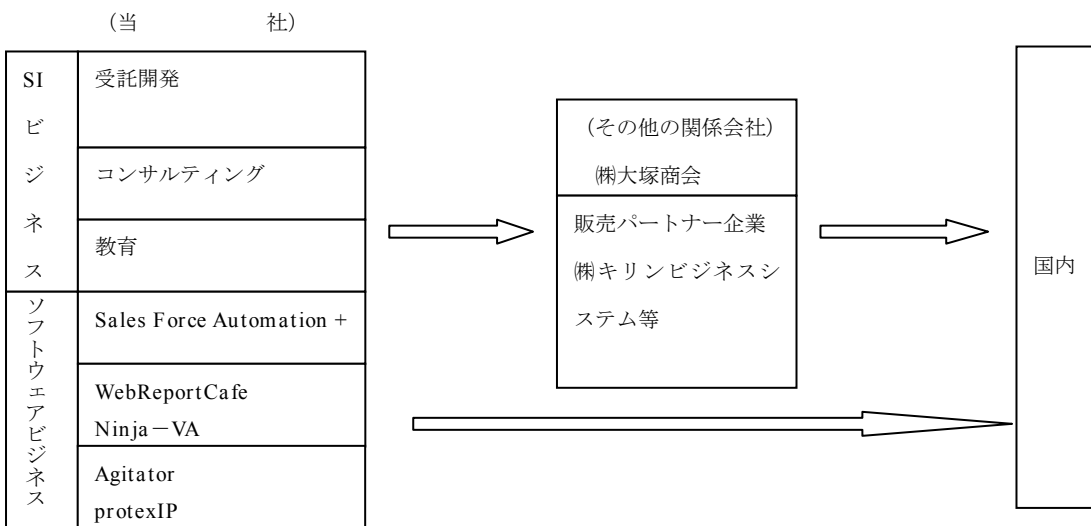 (当　　　　　社)
SIビジネス
受託開発
コンサルティング
教育
ソフトウェアビジネス
Sales Force Automation +
WebReportCafe
Ninja－VA
Agitator
protexIP
(その他の関係会社)
㈱大塚商会
販売パートナー企業
㈱キリンビジネスシ
ステム等
国内